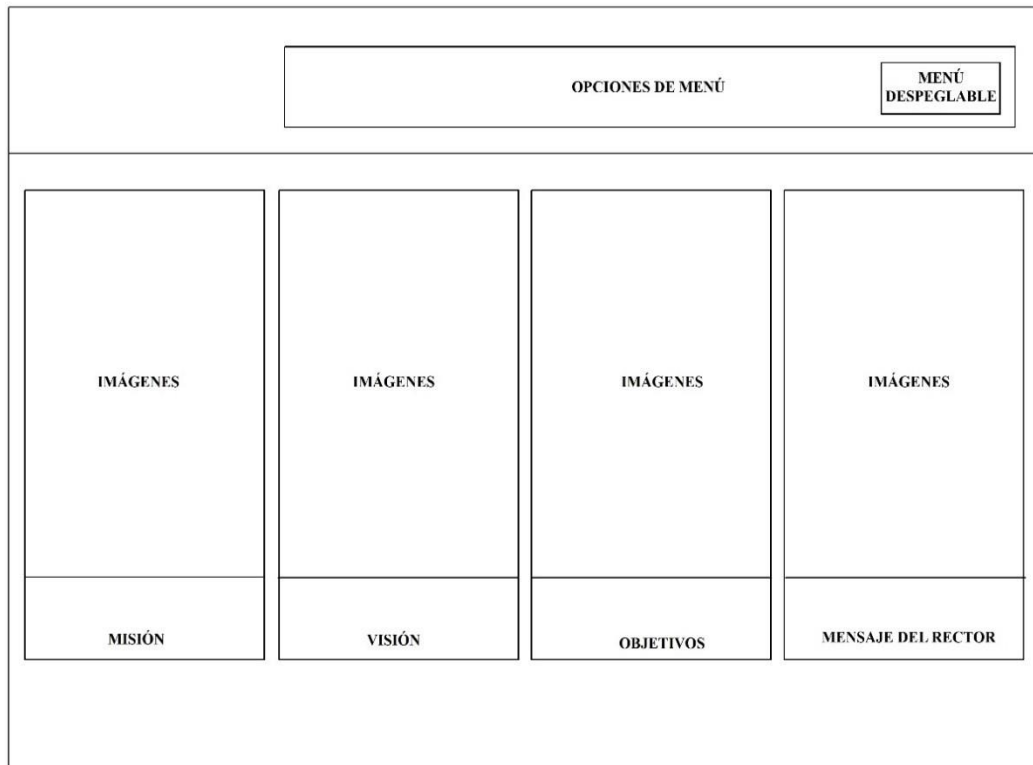 OPCIONES DE MENÚ
MENÚ
DESPEGLABLE
IMÁGENES
IMÁGENES
IMÁGENES
IMÁGENES
MISIÓN
VISIÓN
OBJETIVOS
MENSAJE DEL RECTOR